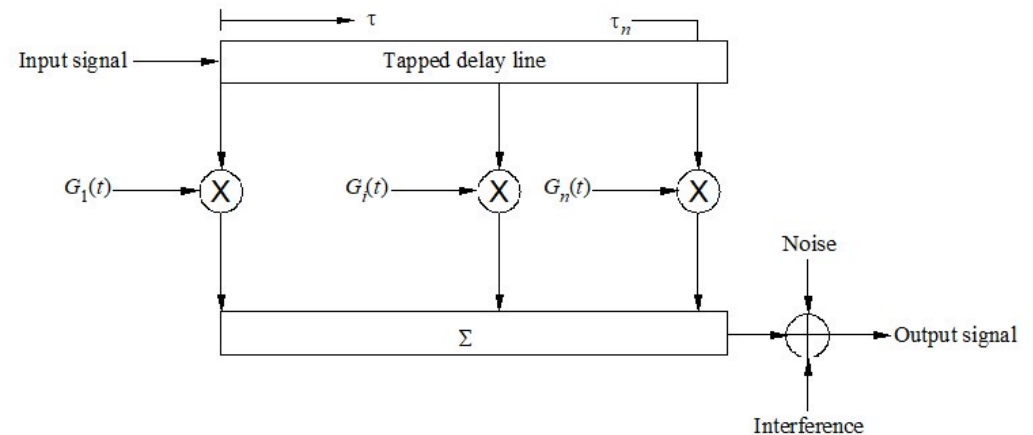 τ
τn
Input signal
Tapped delay line
G1(t)
X
Gi(t)
X
Gn(t)
X
Noise
Σ
Output signal
Interference